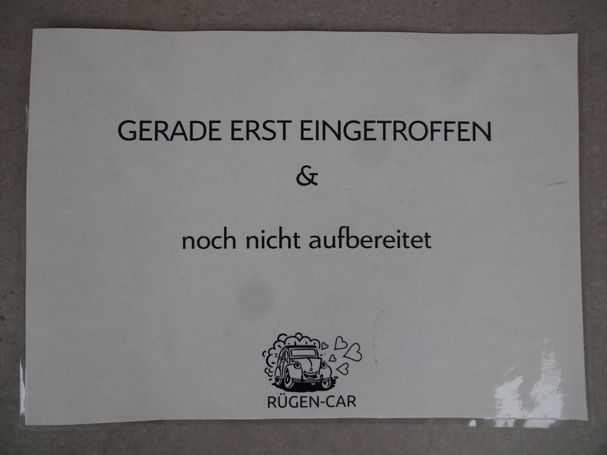 GERADE ERST EINGETROFFEN
&
noch nicht aufbereitet
RÜGEN-CAR